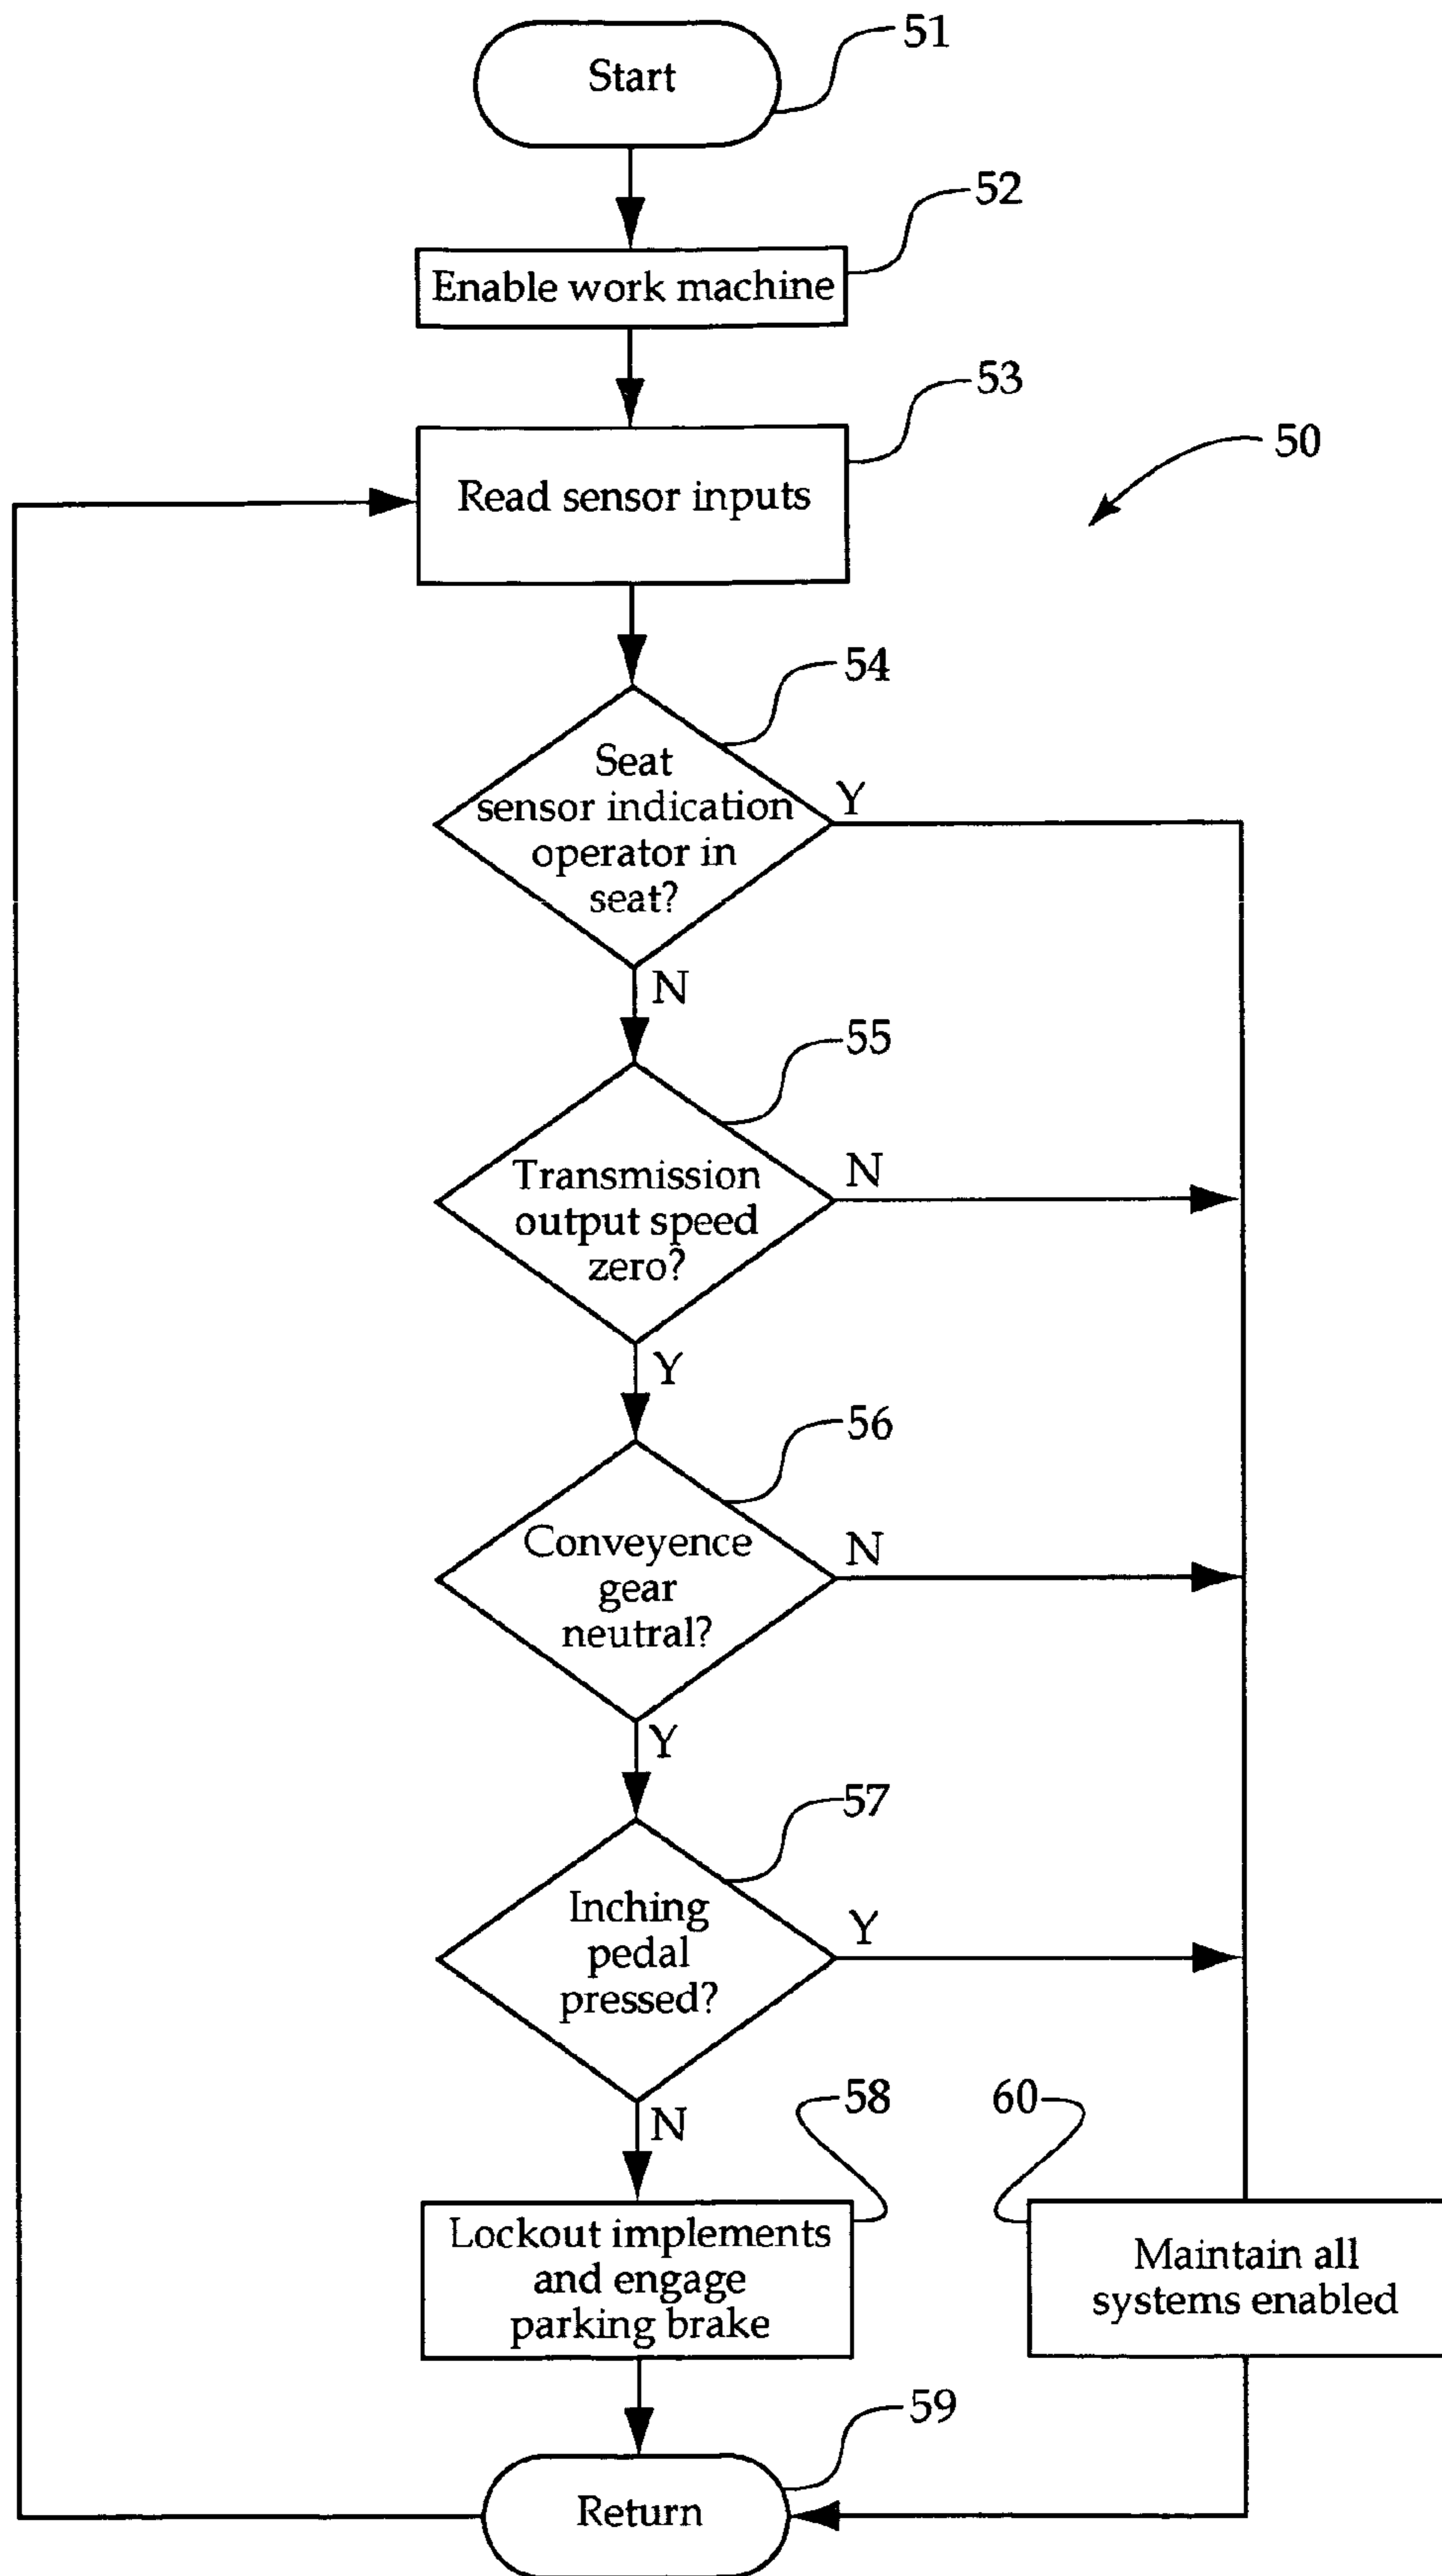 Start
51
Enable work machine
52
Read sensor inputs
53
50
54
Seat
sensor indication
operator in
seat?
Y
N
55
Transmission
output speed
zero?
N
Y
56
Conveyence
gear
neutral?
N
Y
57
Inching
pedal
pressed?
Y
N
58
60
Lockout implements
and engage
parking brake
Maintain all
systems enabled
59
Return